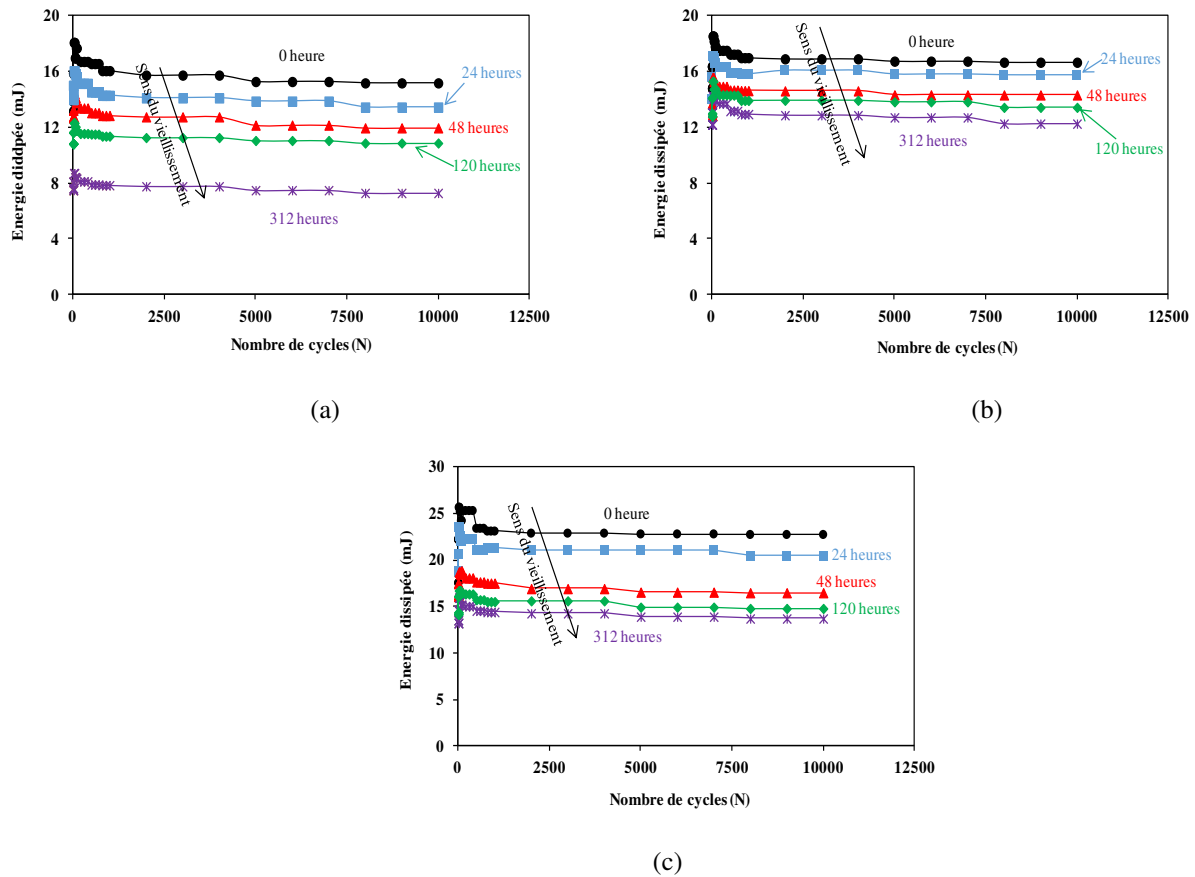 20
16
12
8
4
0
Energie diddpée (mJ)
0 heure
24 heures
48 heures
120 heures
312 heures
Sens du vieillissement
0
2500
5000
7500
10000
12500
Nombre de cycles (N)
(a)
20
16
12
8
4
0
Energie dissipée (mJ)
0 heure
24 heures
48 heures
120 heures
312 heures
Sens du vieillissement
0
2500
5000
7500
10000
12500
Nombre de cycles (N)
(b)
30
25
20
15
10
5
0
Energie dissipée (mJ)
0 heure
24 heures
48 heures
120 heures
312 heures
Sens du vieillissement
0
2500
5000
7500
10000
12500
Nombre de cycles (N)
(c)